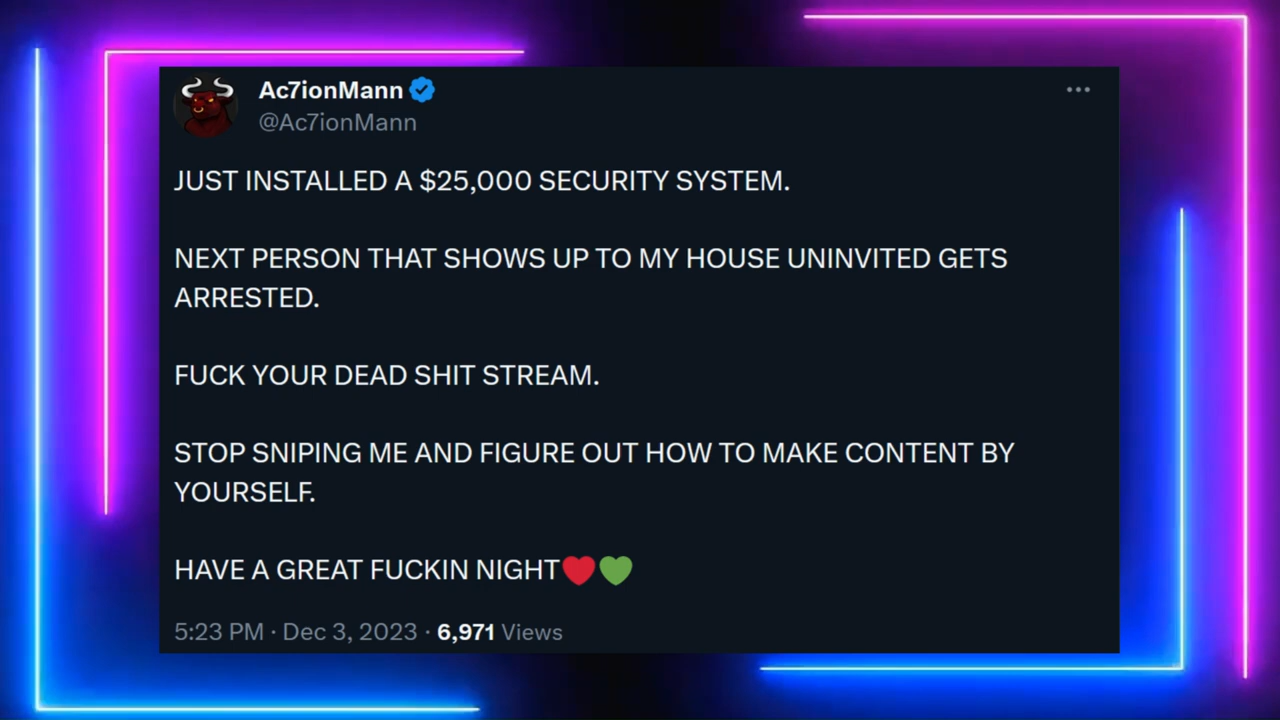 Ac7ionMann
@Ac7ionMann
JUST INSTALLED A $25,000 SECURITY SYSTEM.
NEXT PERSON THAT SHOWS UP TO MY HOUSE UNINVITED GETS
ARRESTED.
FUCK YOUR DEAD SHIT STREAM.
STOP SNIPING ME AND FIGURE OUT HOW TO MAKE CONTENT BY
YOURSELF.
HAVE A GREAT FUCKIN NIGHT❤️💚
5:23 PM · Dec 3, 2023 · 6,971 Views